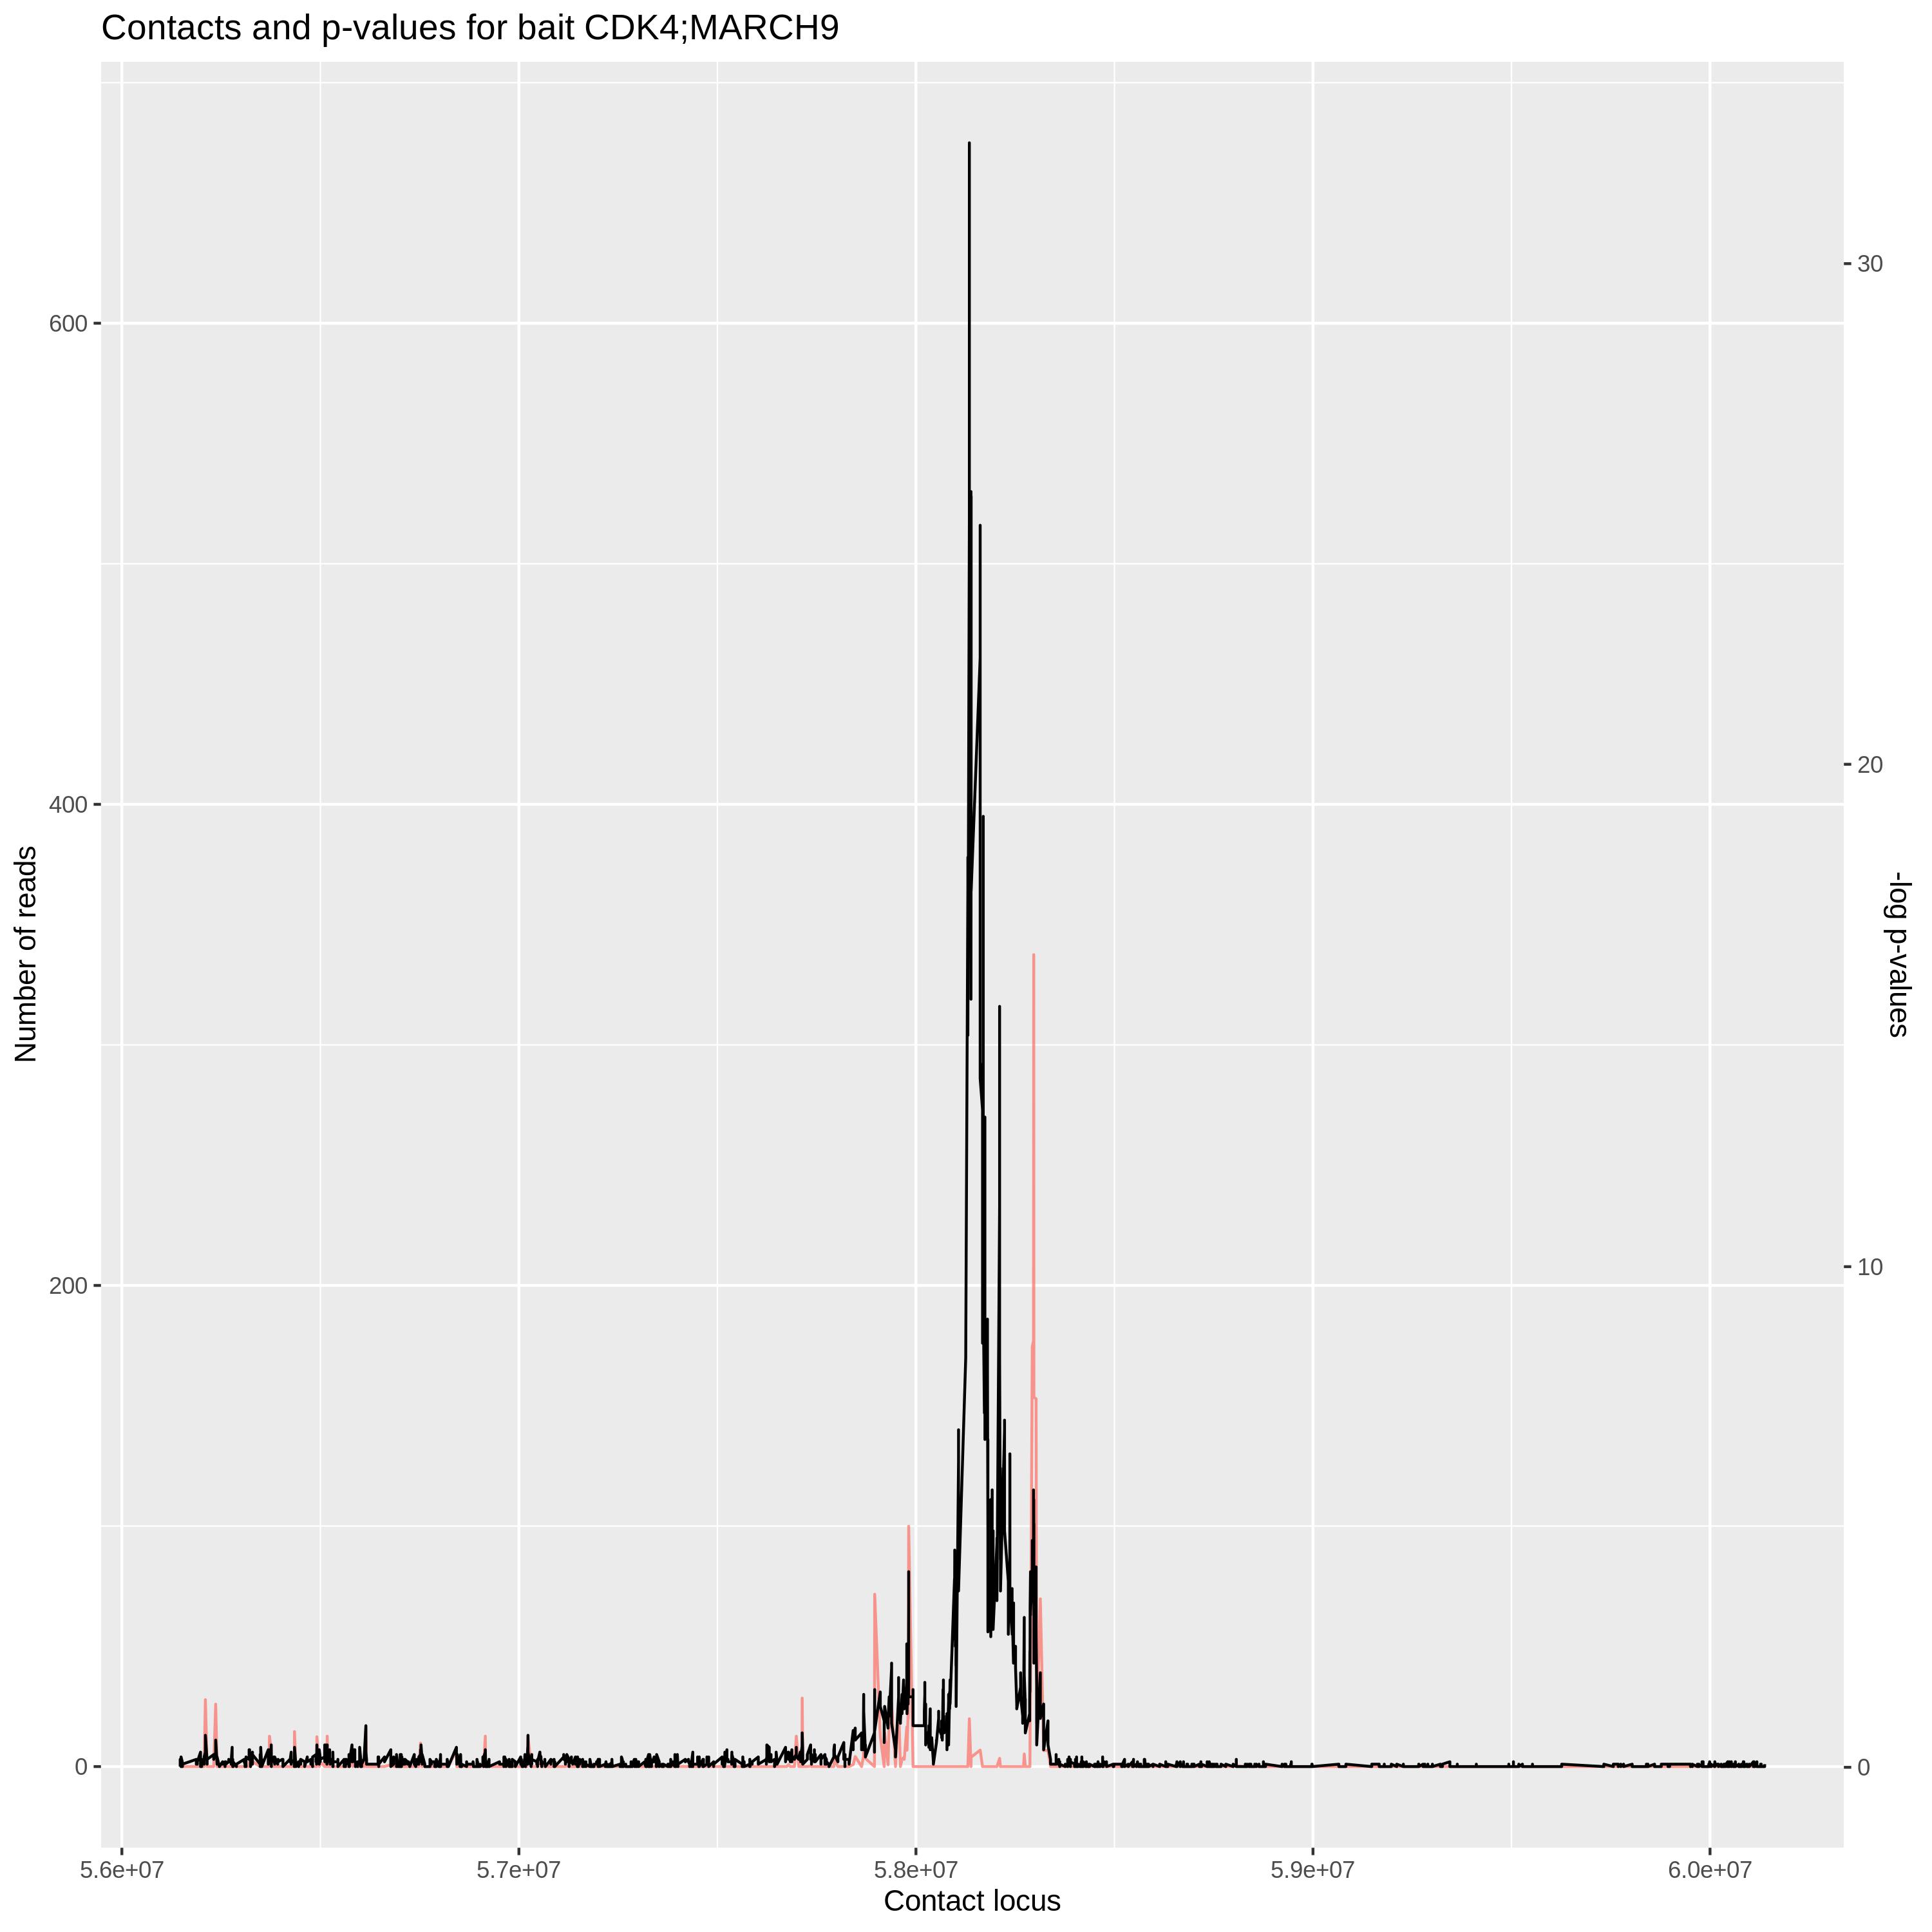 Contacts and p-values for bait CDK4;MARCH9
600
400
200
0
Number of reads
30
20
10
0
-log p-values
5.6e+07
5.7e+07
5.8e+07
5.9e+07
6.0e+07
Contact locus